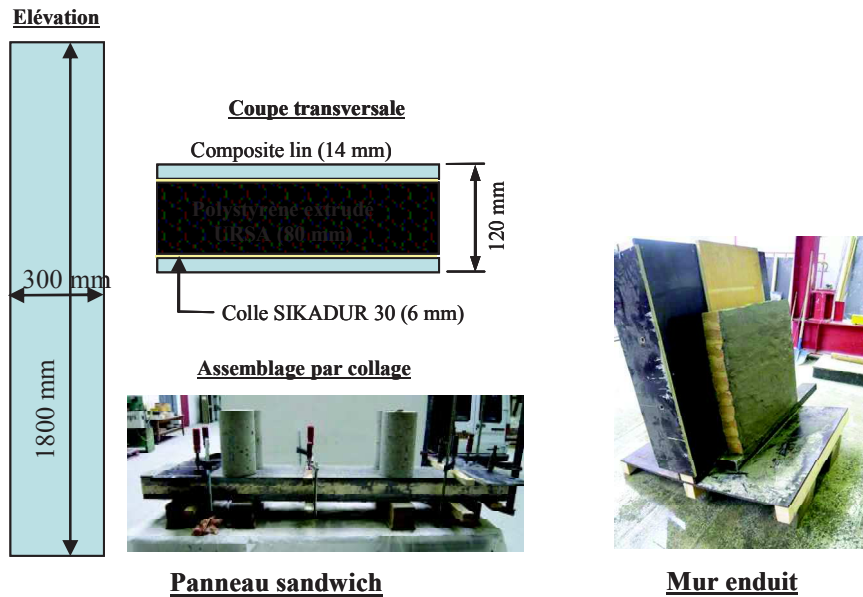 Elévation
Coupe transversale
Composite lin (14 mm)
Polystyrène extrudé
URSA (80 mm)
120 mm
300 mm
Colle SIKADUR 30 (6 mm)
Assemblage par collage
1800 mm
Panneau sandwich
Mur enduit